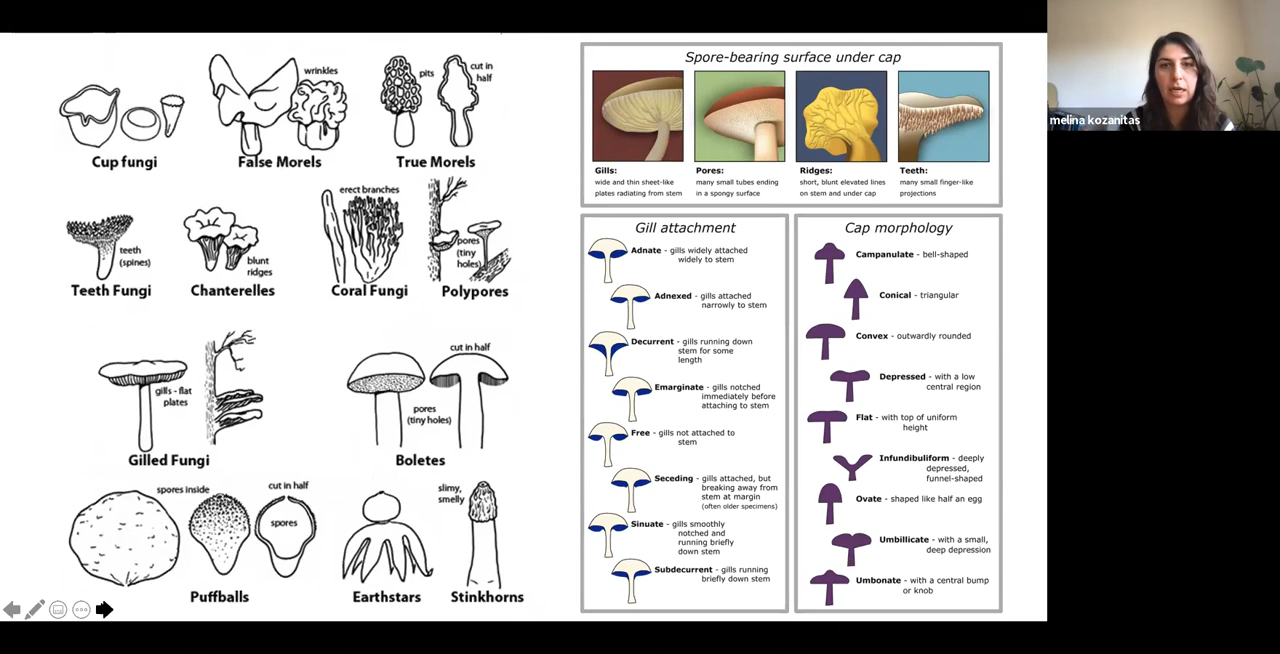 wrinkles
pits
cut in
half
Cup fungi
False Morels
True Morels
erect branches
teeth
(spines)
blunt
ridges
pores
(tiny
holes)
Teeth Fungi
Chanterelles
Coral Fungi
Polypores
gills - flat
plates
cut in half
pores
(tiny holes)
Gilled Fungi
Boletes
spores inside
cut in half
spores
slimy,
smelly
Puffballs
Earthstars
Stinkhorns
Spore-bearing surface under cap
Gills:
wide and thin sheet-like
plates radiating from stem
Pores:
many small tubes ending
in a spongy surface
Ridges:
short, blunt elevated lines
on stem and under cap
Teeth:
many small finger-like
projections
Gill attachment
Adnate - gills widely attached
widely to stem
Adnexed - gills attached
narrowly to stem
Decurrent - gills running down
stem for some
length
Emarginate - gills notched
immediately before
attaching to stem
Free - gills not attached to
stem
Seceding - gills attached, but
breaking away from
stem at margin
(often older specimens)
Sinuate - gills smoothly
notched and
running briefly
down stem
Subdecurrent - gills running
briefly down stem
Cap morphology
Campanulate - bell-shaped
Conical - triangular
Convex - outwardly rounded
Depressed - with a low
central region
Flat - with top of uniform
height
Infundibuliform - deeply
depressed,
funnel-shaped
Ovate - shaped like half an egg
Umbillicate - with a small,
deep depression
Umbonate - with a central bump
or knob
melina kozanitas